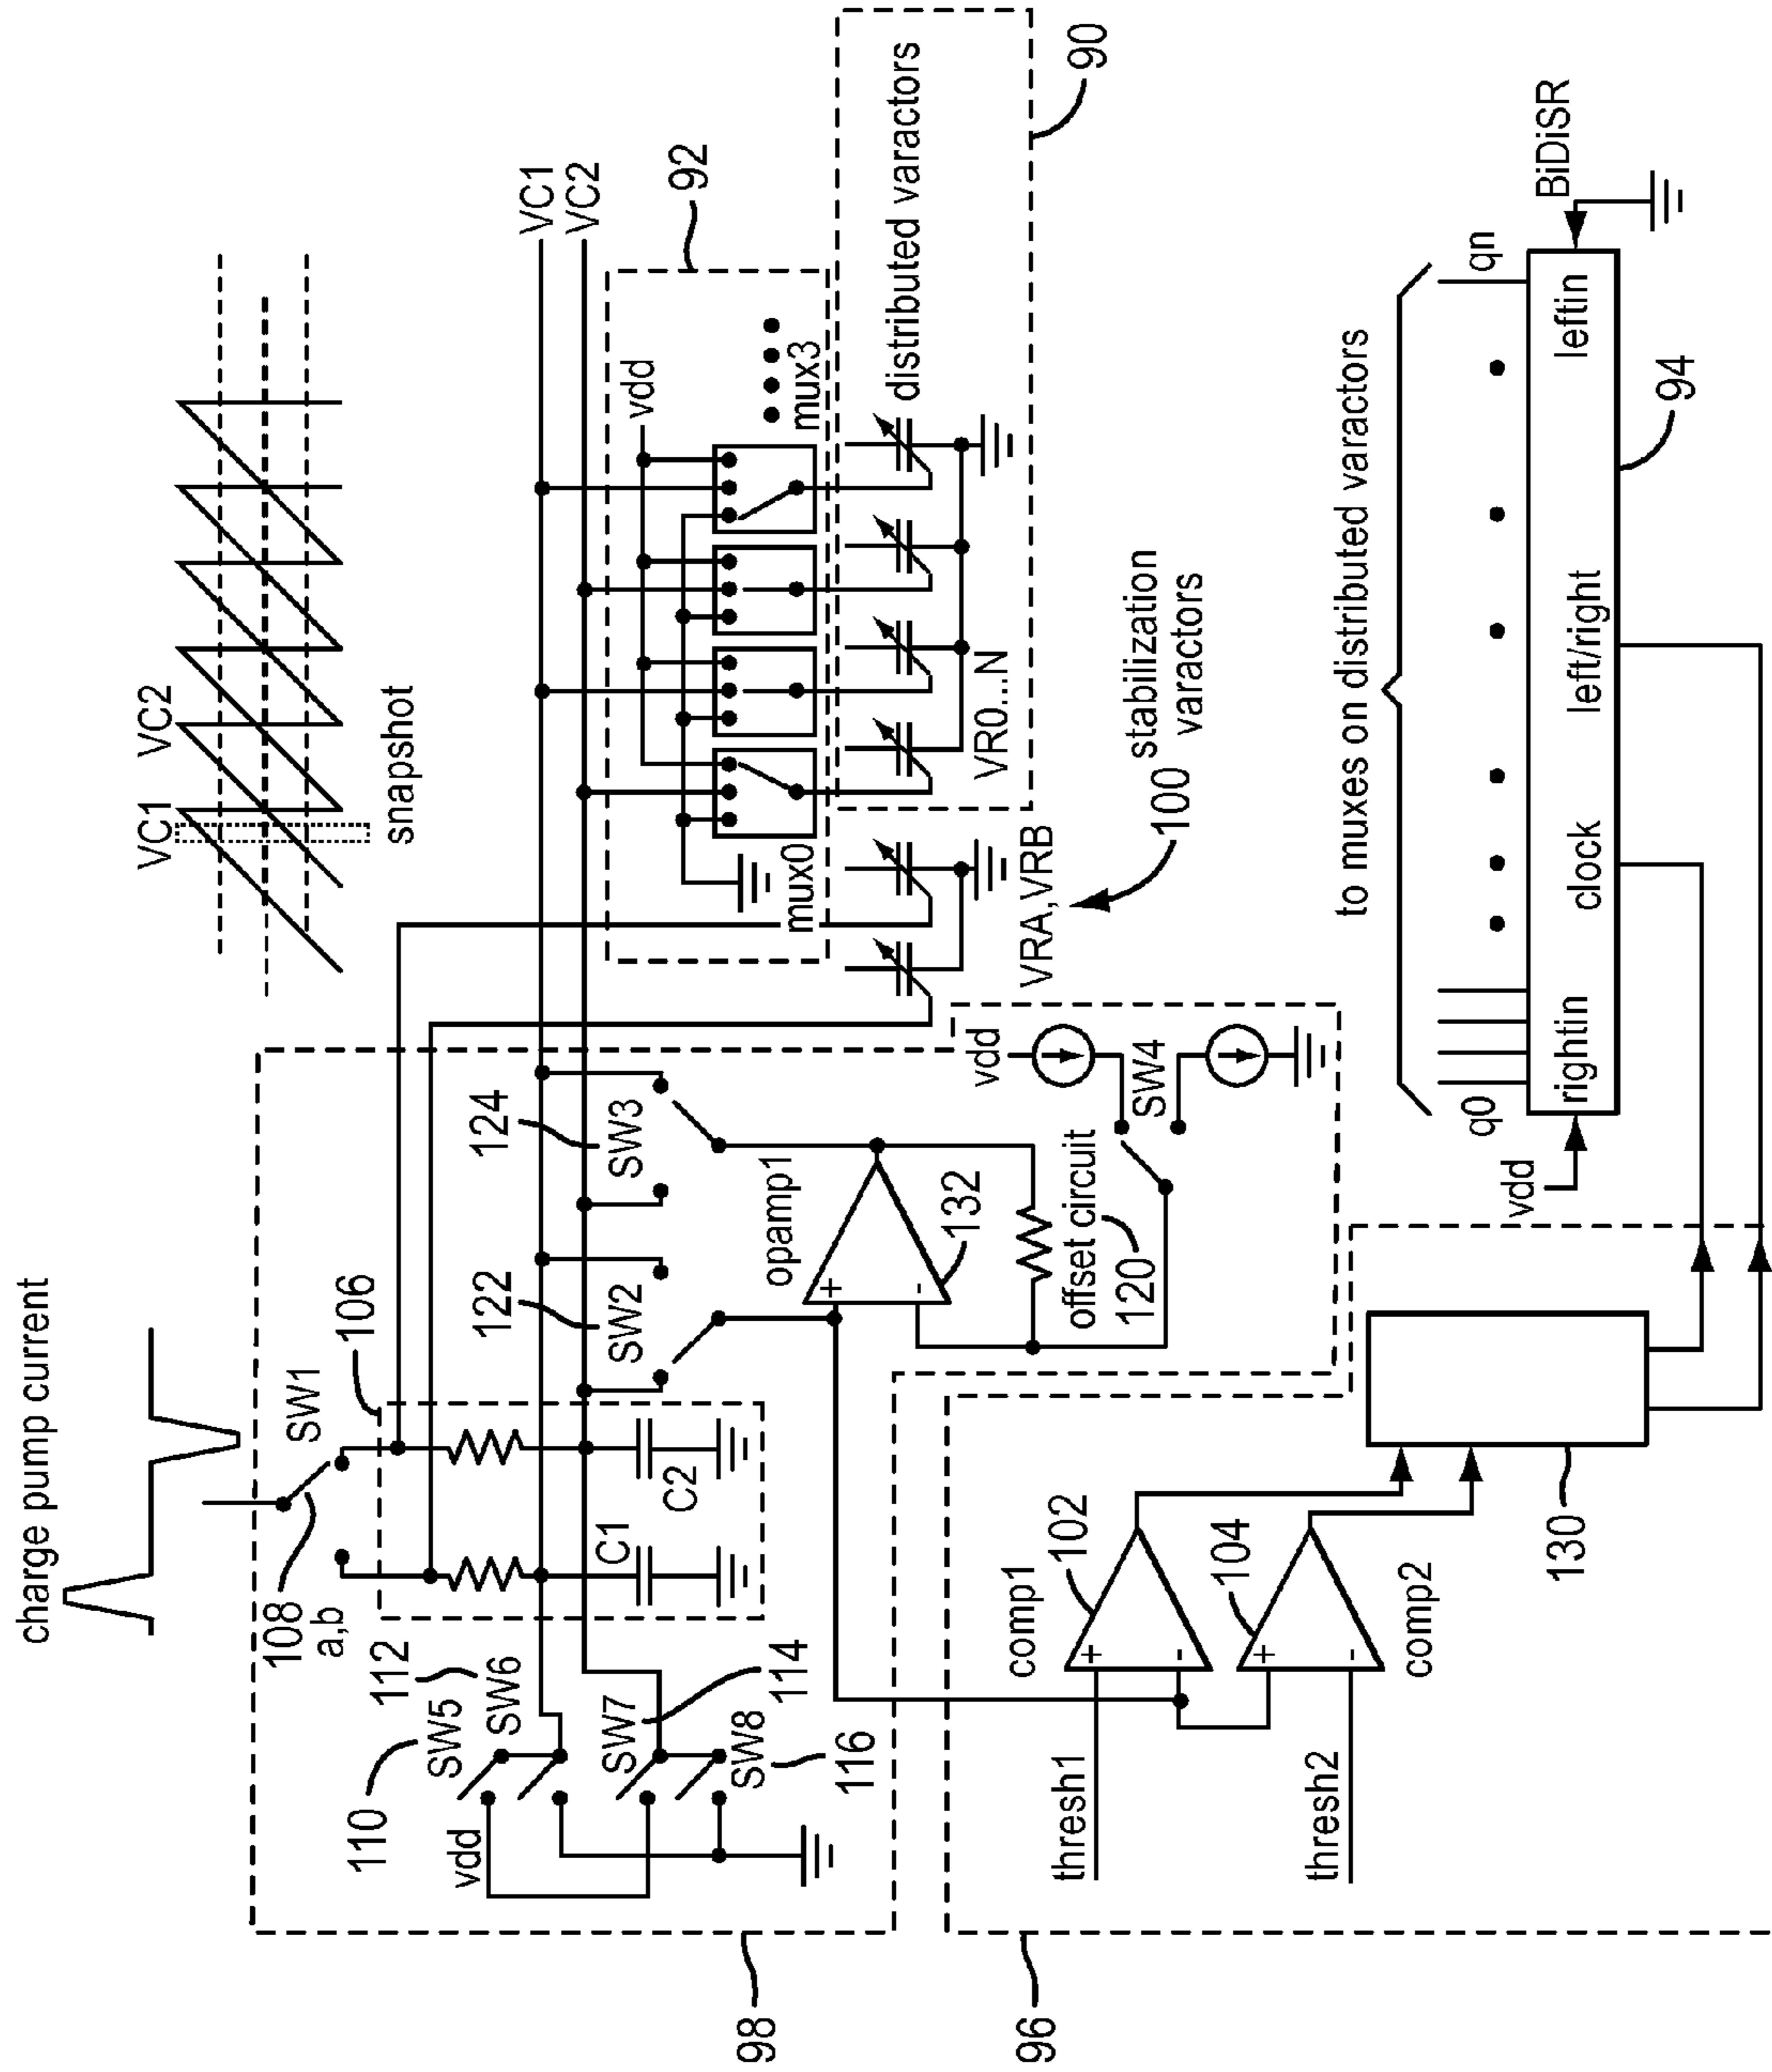 charge pump current
SW1
108
a,b
106
112
SW6
SW5
110
vdd
SW7
114
SW8
116
C1
C2
122
SW2
124
SW3
opamp1
+
-
132
offset circuit
120
SW4
vdd
98
VC1 VC2
snapshot
VC1
VC2
92
vdd
mux0
mux3
distributed varactors
90
VR0...N
VRA,VRB
100
stabilization
varactors
thresh1
thresh2
comp1
102
+
-
104
+
-
comp2
130
96
to muxes on distributed varactors
q0
qn
vdd
rightin
clock
left/right
leftin
BiDiSR
94